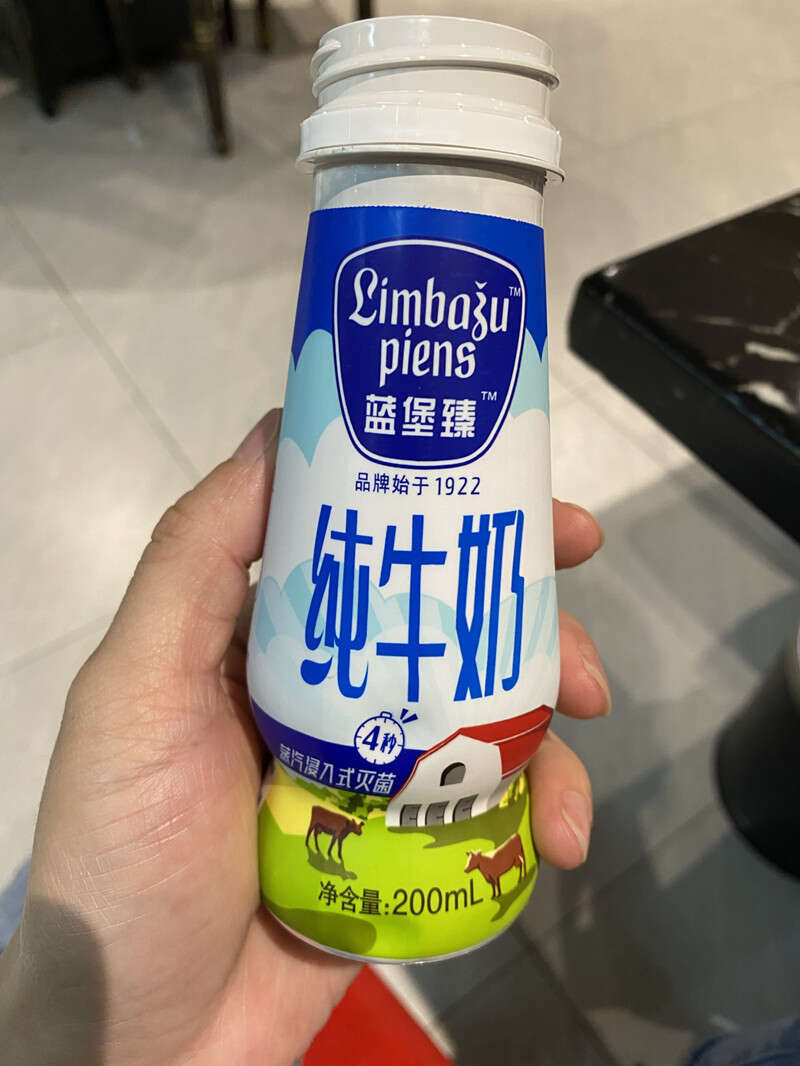 Limbažu™
piens
蓝堡臻™
品牌始于1922
纯牛奶
4秒
蒸汽浸入式灭菌
净含量:200mL